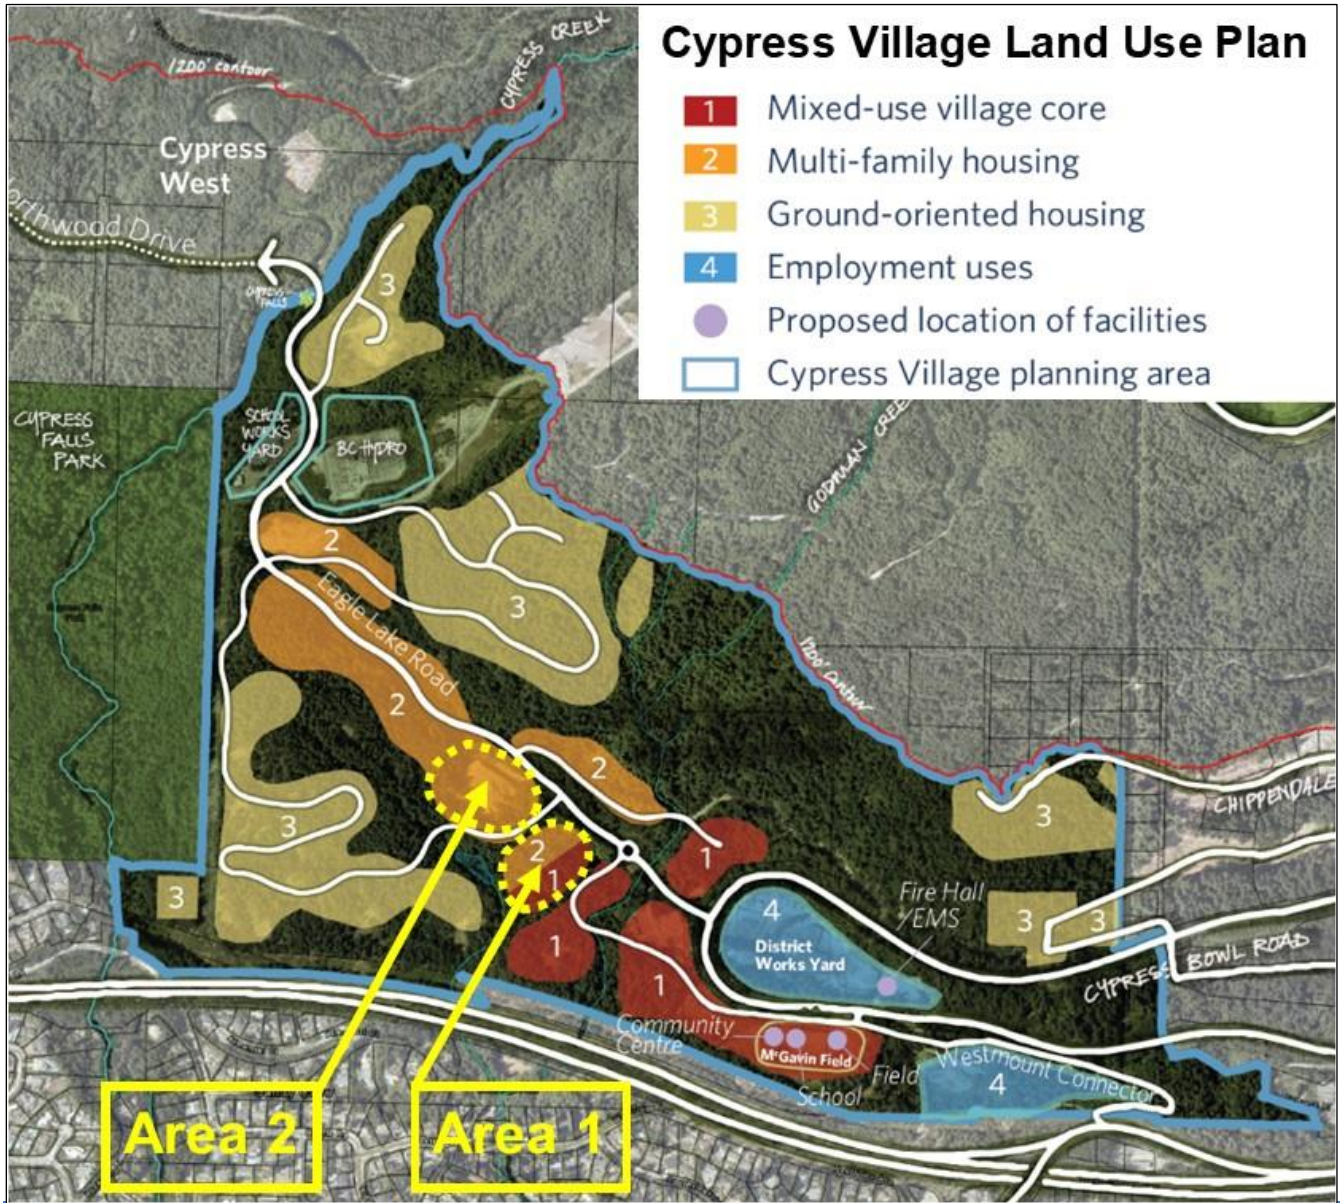 Cypress Village Land Use Plan
1 Mixed-use village core
2 Multi-family housing
3 Ground-oriented housing
4 Employment uses
Proposed location of facilities
Cypress Village planning area
1200' contour
CYPRESS CREEK
Cypress
West
orthwood Drive
CYPRESS
FALLS
3
CYPRESS
FALLS
PARK
SCHOOL
WORKS
YARD
BC HYDRO
GODMAN CREE
2
3
Eagle Lake Road
2
1200' contour
2
3
3
CHIPPENDALE
2
1
1
3
Fire Hall
/EMS
4
District
Works Yard
3
3
CYPRESS BOWL ROAD
1
1
Community
Centre
McGavin Field
Field
School
Westmount Connector
4
Area 2
Area 1